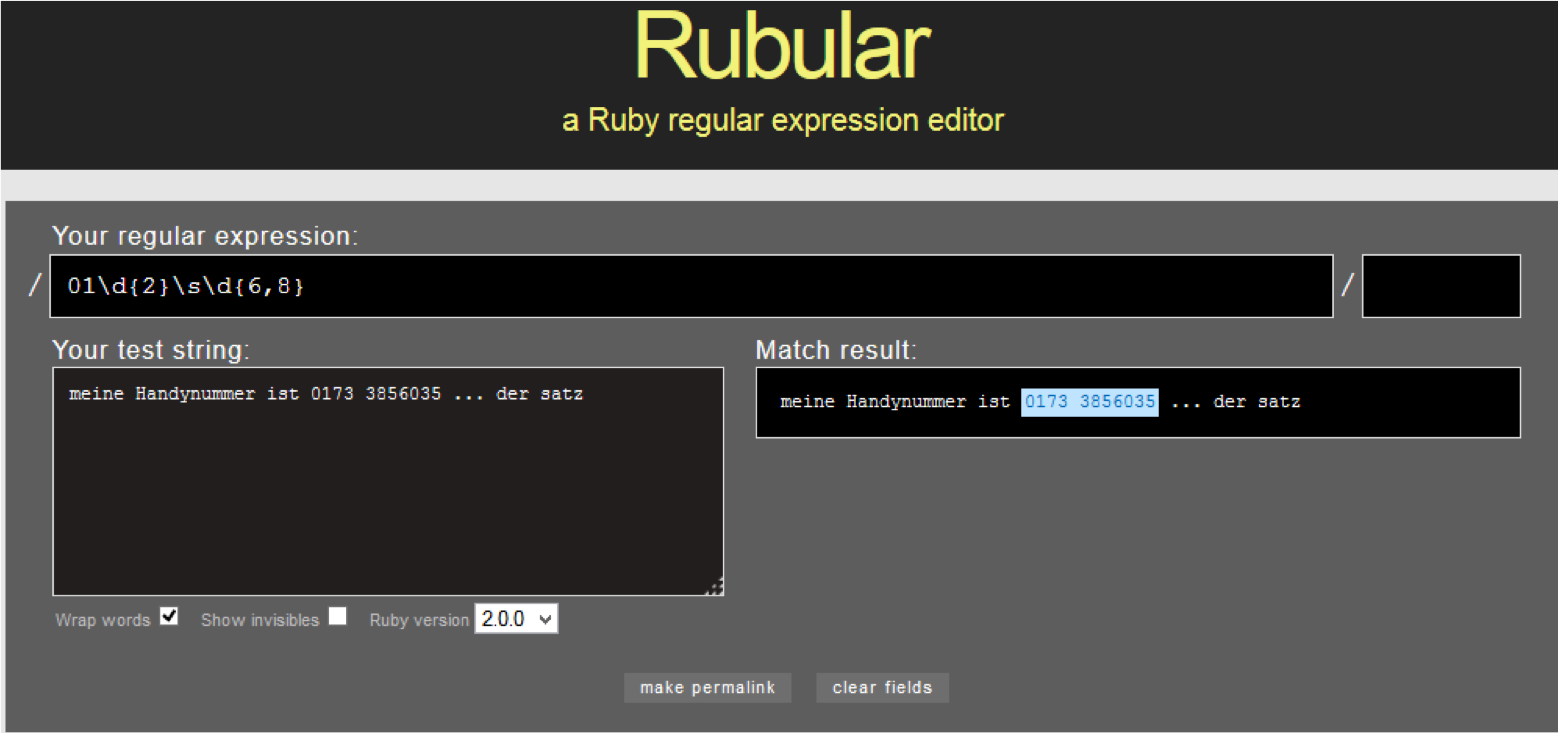 Rubular
a Ruby regular expression editor
Your regular expression:
/ 01\d{2}\s\d{6,8} /
Your test string:
meine Handynummer ist 0173 3856035 ... der satz
Match result:
meine Handynummer ist 0173 3856035 ... der satz
Wrap words Show invisibles Ruby version 2.0.0
make permalink clear fields